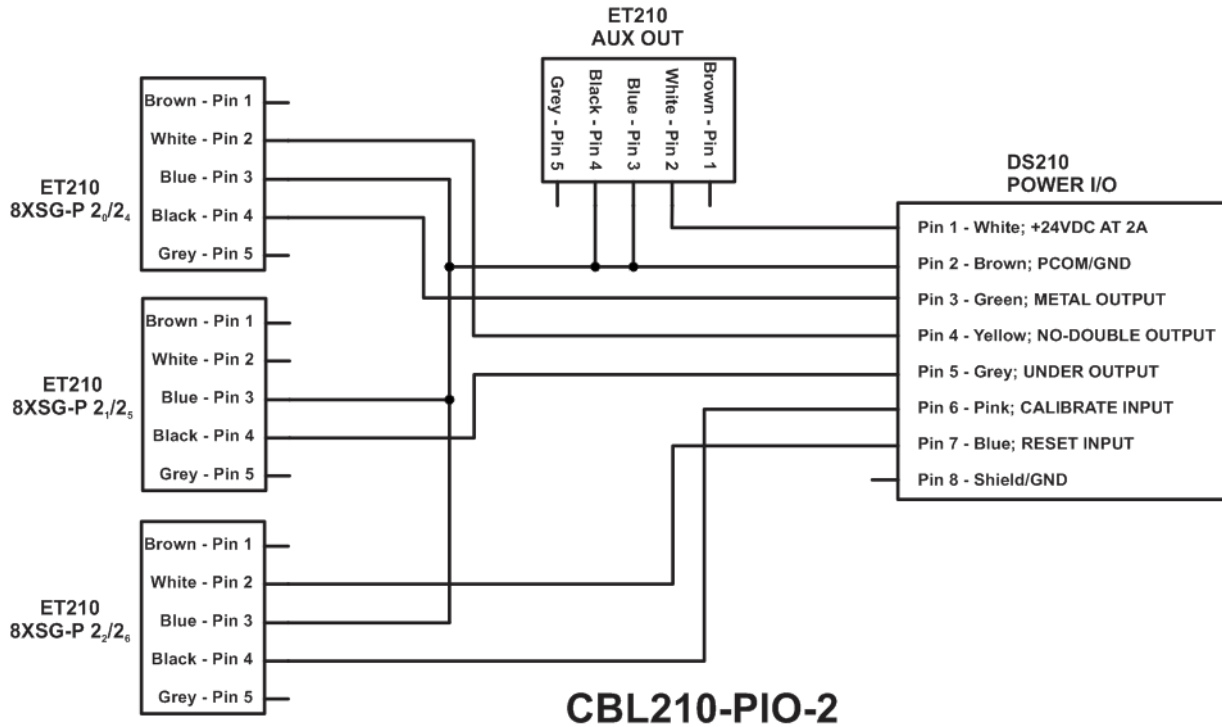 ET210
AUX OUT
Brown - Pin 1
White - Pin 2
Blue - Pin 3
Black - Pin 4
Grey - Pin 5
ET210
8XSG-P 2₀/2₄
Brown - Pin 1
White - Pin 2
Blue - Pin 3
Black - Pin 4
Grey - Pin 5
ET210
8XSG-P 2₁/2₅
Brown - Pin 1
White - Pin 2
Blue - Pin 3
Black - Pin 4
Grey - Pin 5
ET210
8XSG-P 2₂/2₆
Brown - Pin 1
White - Pin 2
Blue - Pin 3
Black - Pin 4
Grey - Pin 5
DS210
POWER I/O
Pin 1 - White; +24VDC AT 2A
Pin 2 - Brown; PCOM/GND
Pin 3 - Green; METAL OUTPUT
Pin 4 - Yellow; NO-DOUBLE OUTPUT
Pin 5 - Grey; UNDER OUTPUT
Pin 6 - Pink; CALIBRATE INPUT
Pin 7 - Blue; RESET INPUT
Pin 8 - Shield/GND
CBL210-PIO-2